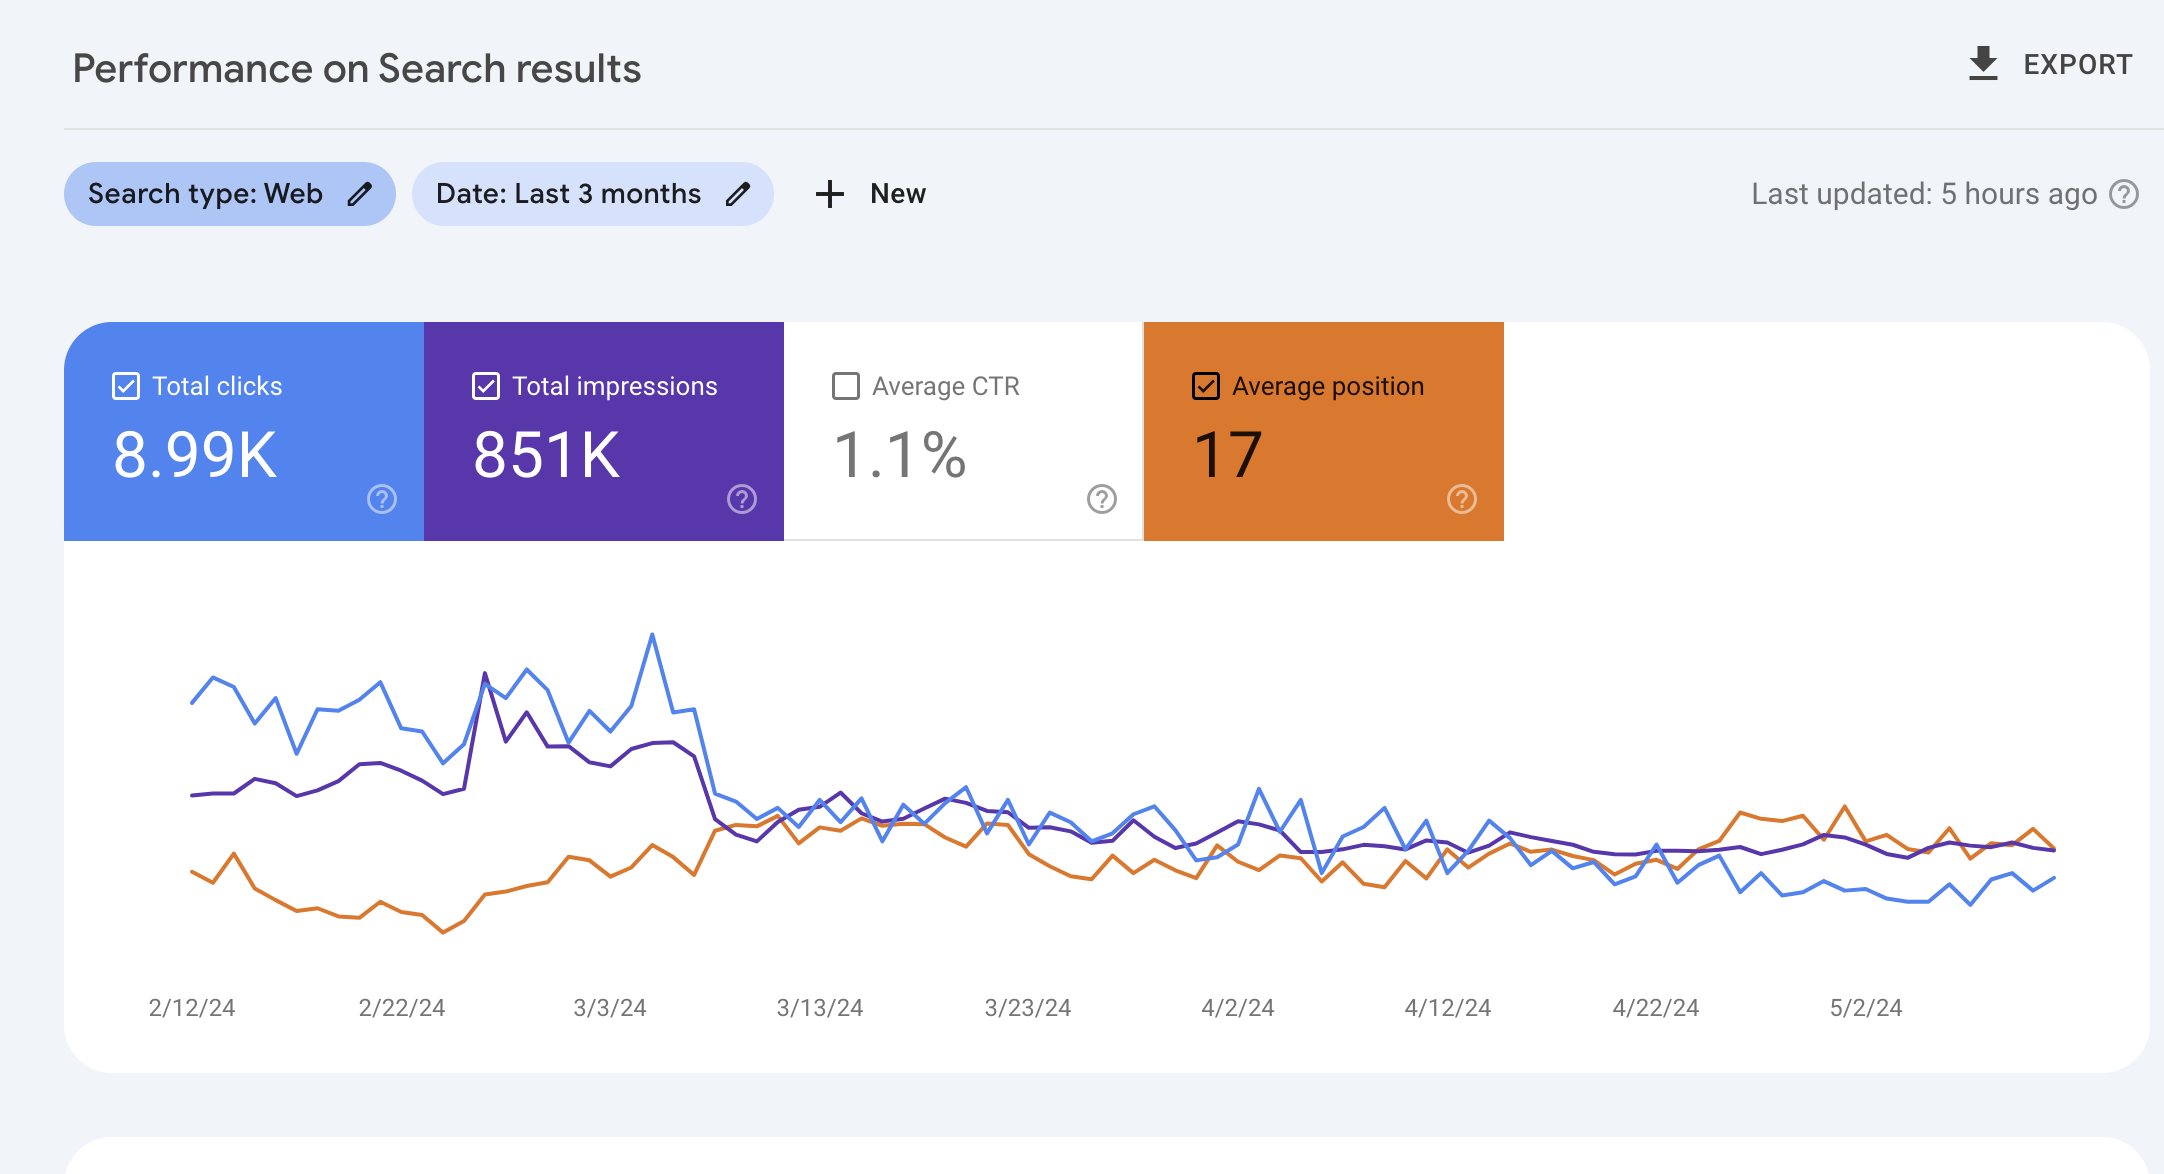 Performance on Search results
EXPORT
Search type: Web
Date: Last 3 months
New
Last updated: 5 hours ago
Total clicks
8.99K
Total impressions
851K
Average CTR
1.1%
Average position
17
2/12/24 2/22/24 3/3/24 3/13/24 3/23/24 4/2/24 4/12/24 4/22/24 5/2/24